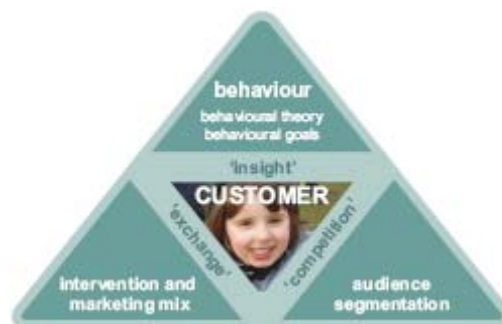 behaviour
behavioural theory
behavioural goals
'insight'
CUSTOMER
'exchange'
'competition'
intervention and
marketing mix
audience
segmentation